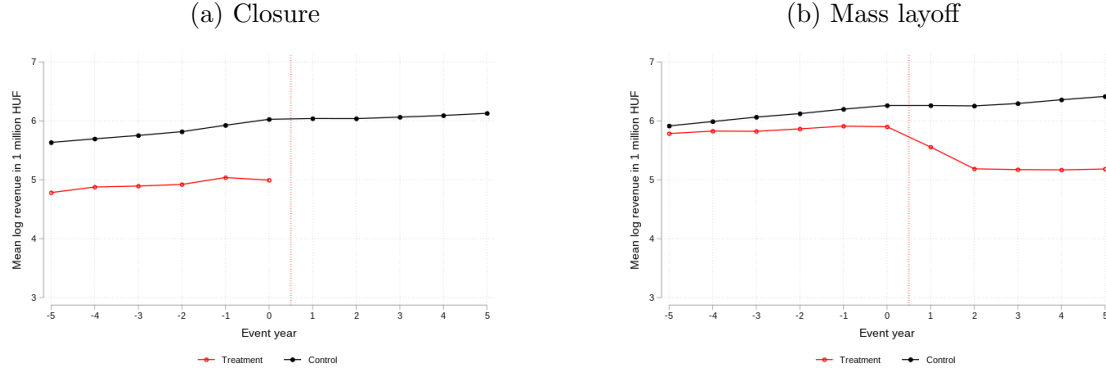 (a) Closure
Mean log revenue in 1 million HUF
7
6
5
4
3
-5 -4 -3 -2 -1 0 1 2 3 4 5
Event year
Treatment Control
(b) Mass layoff
Mean log revenue in 1 million HUF
7
6
5
4
3
-5 -4 -3 -2 -1 0 1 2 3 4 5
Event year
Treatment Control